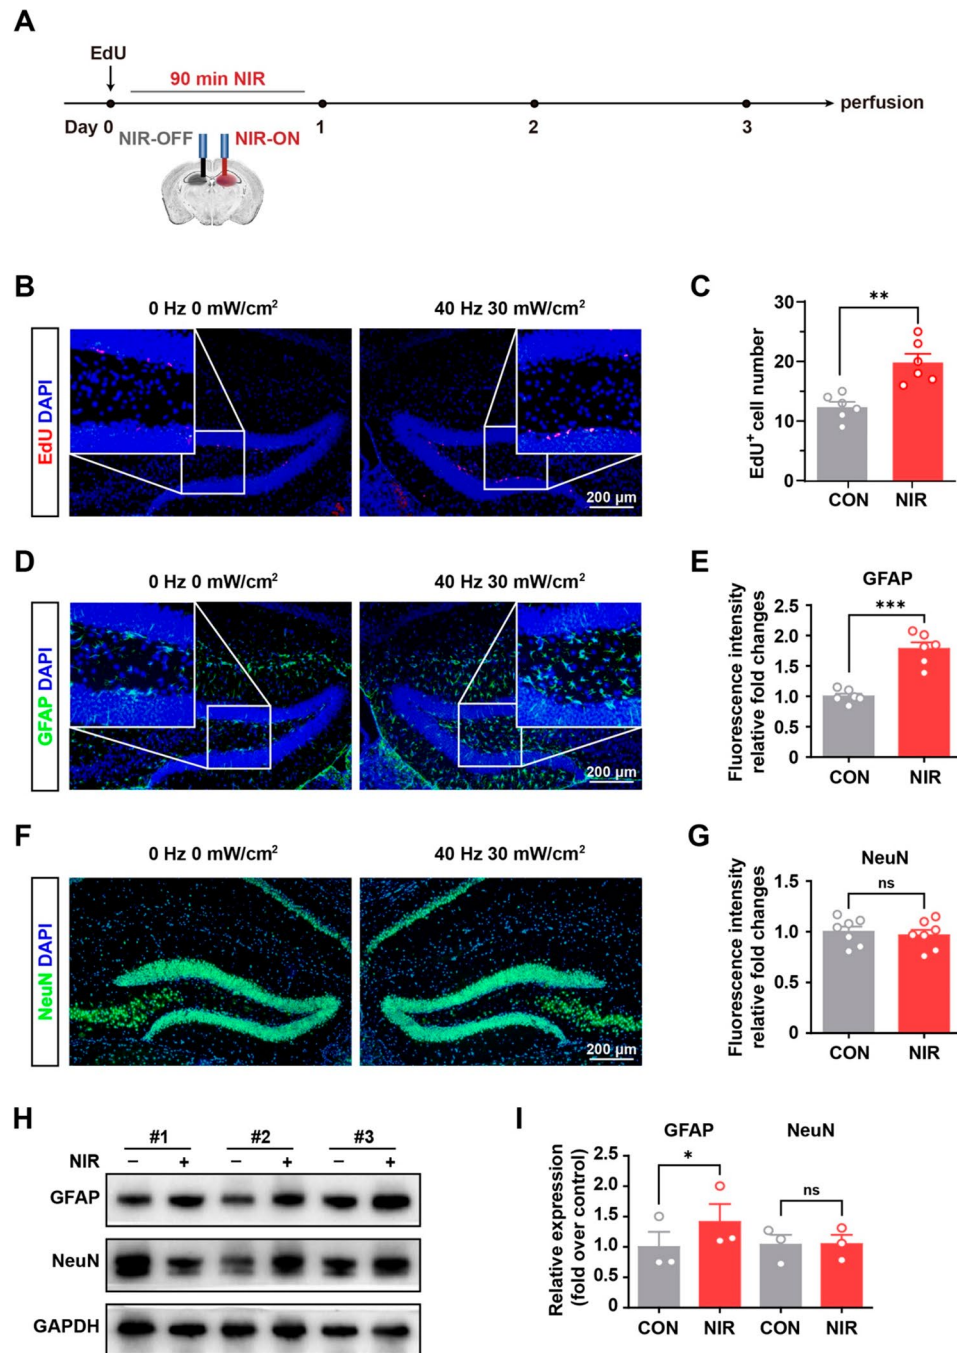 A
EdU
90 min NIR
perfusion
Day 0 1 2 3
NIR-OFF NIR-ON
B
0 Hz 0 mW/cm² 40 Hz 30 mW/cm²
EdU DAPI
200 µm
C
30
20
10
0
EdU⁺ cell number
**
CON NIR
D
0 Hz 0 mW/cm² 40 Hz 30 mW/cm²
GFAP DAPI
200 µm
E
GFAP
Fluorescence intensity
relative fold changes
2.5
2.0
1.5
1.0
0.5
0
***
CON NIR
F
0 Hz 0 mW/cm² 40 Hz 30 mW/cm²
NeuN DAPI
200 µm
G
NeuN
Fluorescence intensity
relative fold changes
1.5
1.0
0.5
0
ns
CON NIR
H
#1 #2 #3
NIR – + – + – +
GFAP
NeuN
GAPDH
I
GFAP NeuN
Relative expression
(fold over control)
2.5
2.0
1.5
1.0
0.5
0
*
ns
CON NIR CON NIR